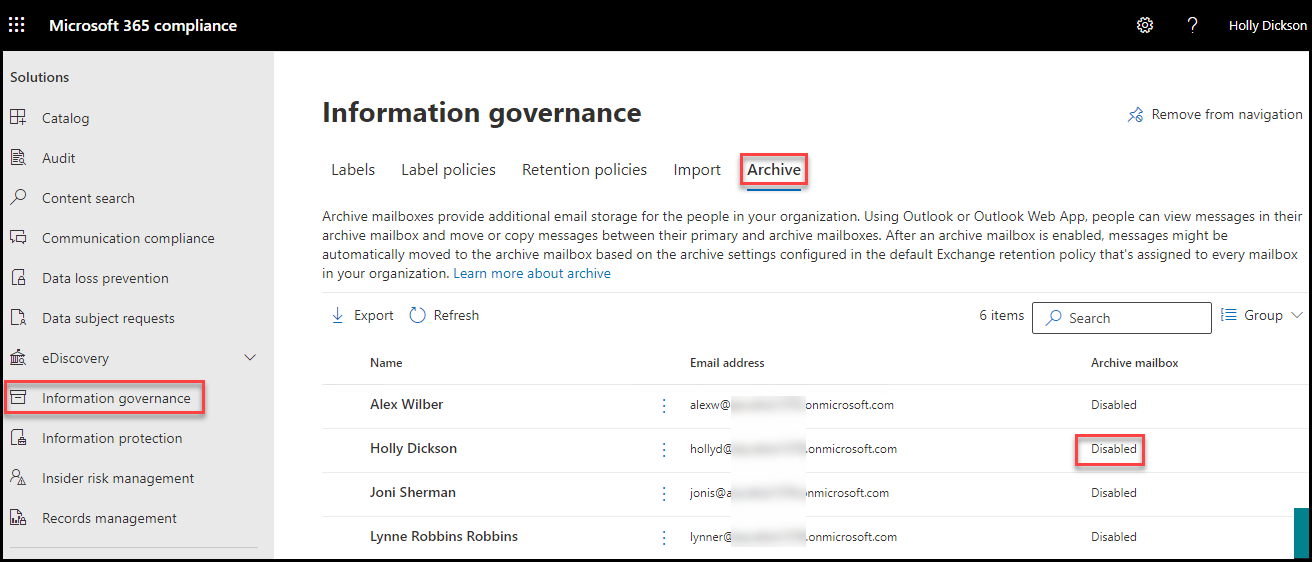 Microsoft 365 compliance
? Holly Dickson
Solutions
Catalog
Audit
Content search
Communication compliance
Data loss prevention
Data subject requests
eDiscovery
Information governance
Information protection
Insider risk management
Records management
Information governance
Remove from navigation
Labels Label policies Retention policies Import Archive
Archive mailboxes provide additional email storage for the people in your organization. Using Outlook or Outlook Web App, people can view messages in their
archive mailbox and move or copy messages between their primary and archive mailboxes. After an archive mailbox is enabled, messages might be
automatically moved to the archive mailbox based on the archive settings configured in the default Exchange retention policy that's assigned to every mailbox
in your organization. Learn more about archive
Export Refresh 6 items Search Group
Name Email address Archive mailbox
Alex Wilber alexw@ onmicrosoft.com Disabled
Holly Dickson hollyd@ .onmicrosoft.com Disabled
Joni Sherman jonis@ onmicrosoft.com Disabled
Lynne Robbins Robbins lynner@ .onmicrosoft.com Disabled